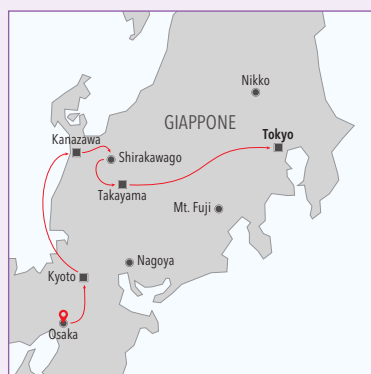 Nikko
GIAPPONE
Tokyo
Kanazawa
Shirakawago
Takayama
Mt. Fuji
Nagoya
Kyoto
Osaka